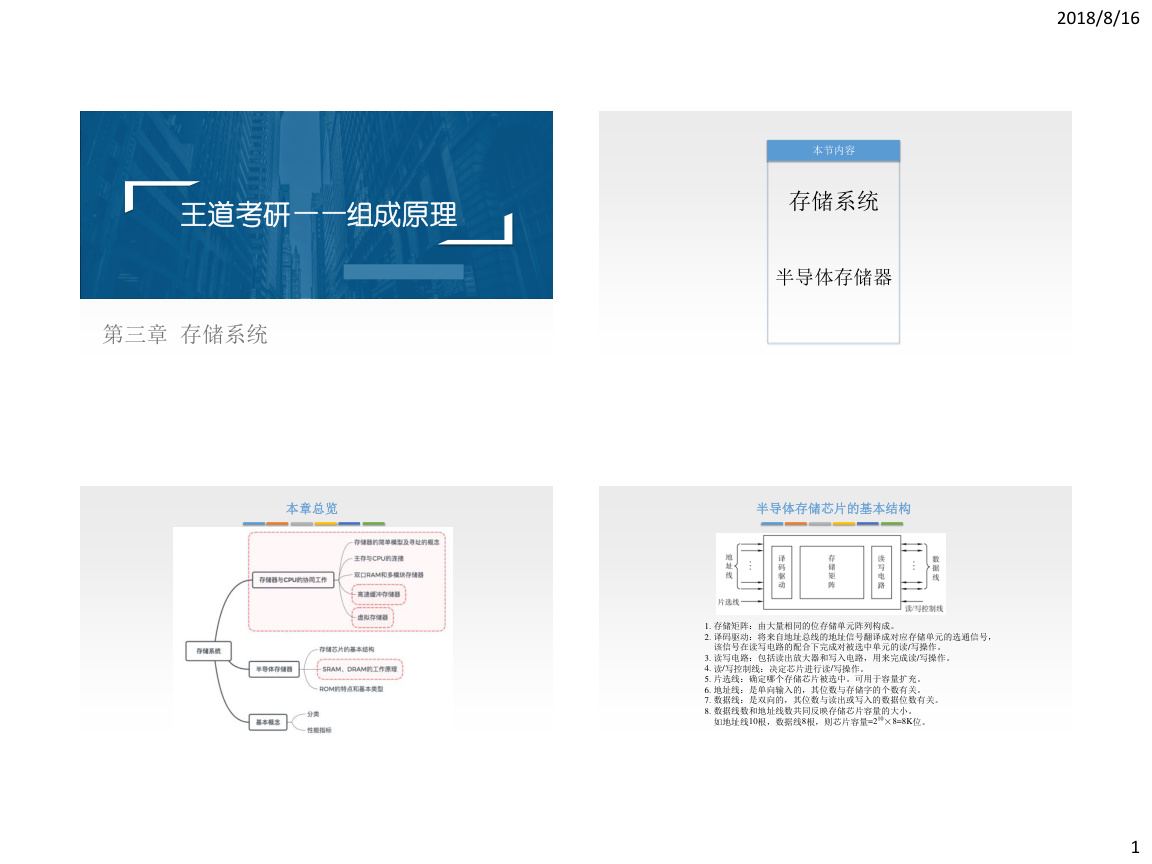 2018/8/16
王道考研——组成原理
第三章 存储系统
本节内容
存储系统
半导体存储器
本章总览
存储器的简单模型及寻址的概念
主存与CPU的连接
存储器与CPU的协同工作
双口RAM和多模块存储器
高速缓冲存储器
虚拟存储器
存储系统
存储芯片的基本结构
半导体存储器
SRAM、DRAM的工作原理
ROM的特点和基本类型
基本概念
分类
性能指标
半导体存储芯片的基本结构
地址线
译码驱动
存储矩阵
读写电路
数据线
片选线
读/写控制线
1. 存储矩阵：由大量相同的位存储单元阵列构成。
2. 译码驱动：将来自地址总线的地址信号翻译成对应存储单元的选通信号，
该信号在读写电路的配合下完成对被选中单元的读/写操作。
3. 读写电路：包括读出放大器和写入电路，用来完成读/写操作。
4. 读/写控制线：决定芯片进行读/写操作。
5. 片选线：确定哪个存储芯片被选中。可用于容量扩充。
6. 地址线：是单向输入的，其位数与存储字的个数有关。
7. 数据线：是双向的，其位数与读出或写入的数据位数有关。
8. 数据线数和地址线数共同反映存储芯片容量的大小。
如地址线10根，数据线8根，则芯片容量=2¹⁰×8=8K位。
1